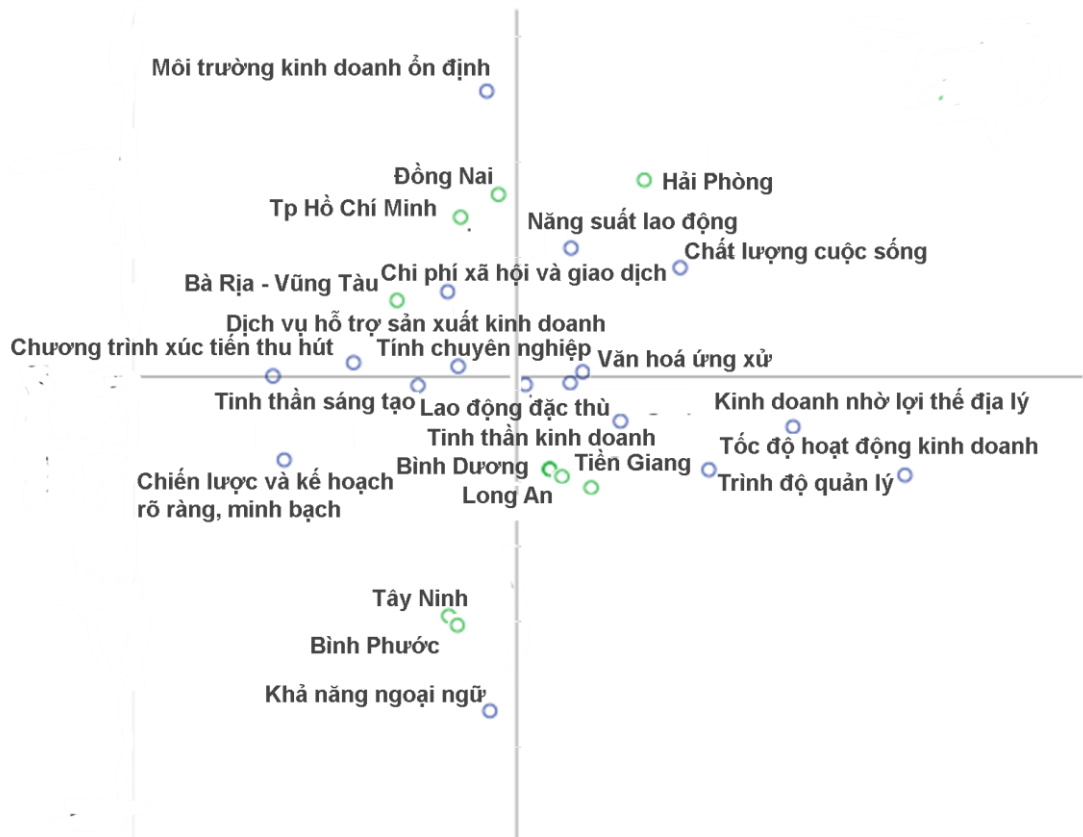 Môi trường kinh doanh ổn định
Đồng Nai
Hải Phòng
Tp Hồ Chí Minh
Năng suất lao động
Chất lượng cuộc sống
Chi phí xã hội và giao dịch
Bà Rịa - Vũng Tàu
Dịch vụ hỗ trợ sản xuất kinh doanh
Chương trình xúc tiến thu hút
Tính chuyên nghiệp
Văn hoá ứng xử
Tinh thần sáng tạo
Lao động đặc thù
Kinh doanh nhờ lợi thế địa lý
Tinh thần kinh doanh
Tốc độ hoạt động kinh doanh
Bình Dương
Tiền Giang
Chiến lược và kế hoạch
rõ ràng, minh bạch
Trình độ quản lý
Long An
Tây Ninh
Bình Phước
Khả năng ngoại ngữ